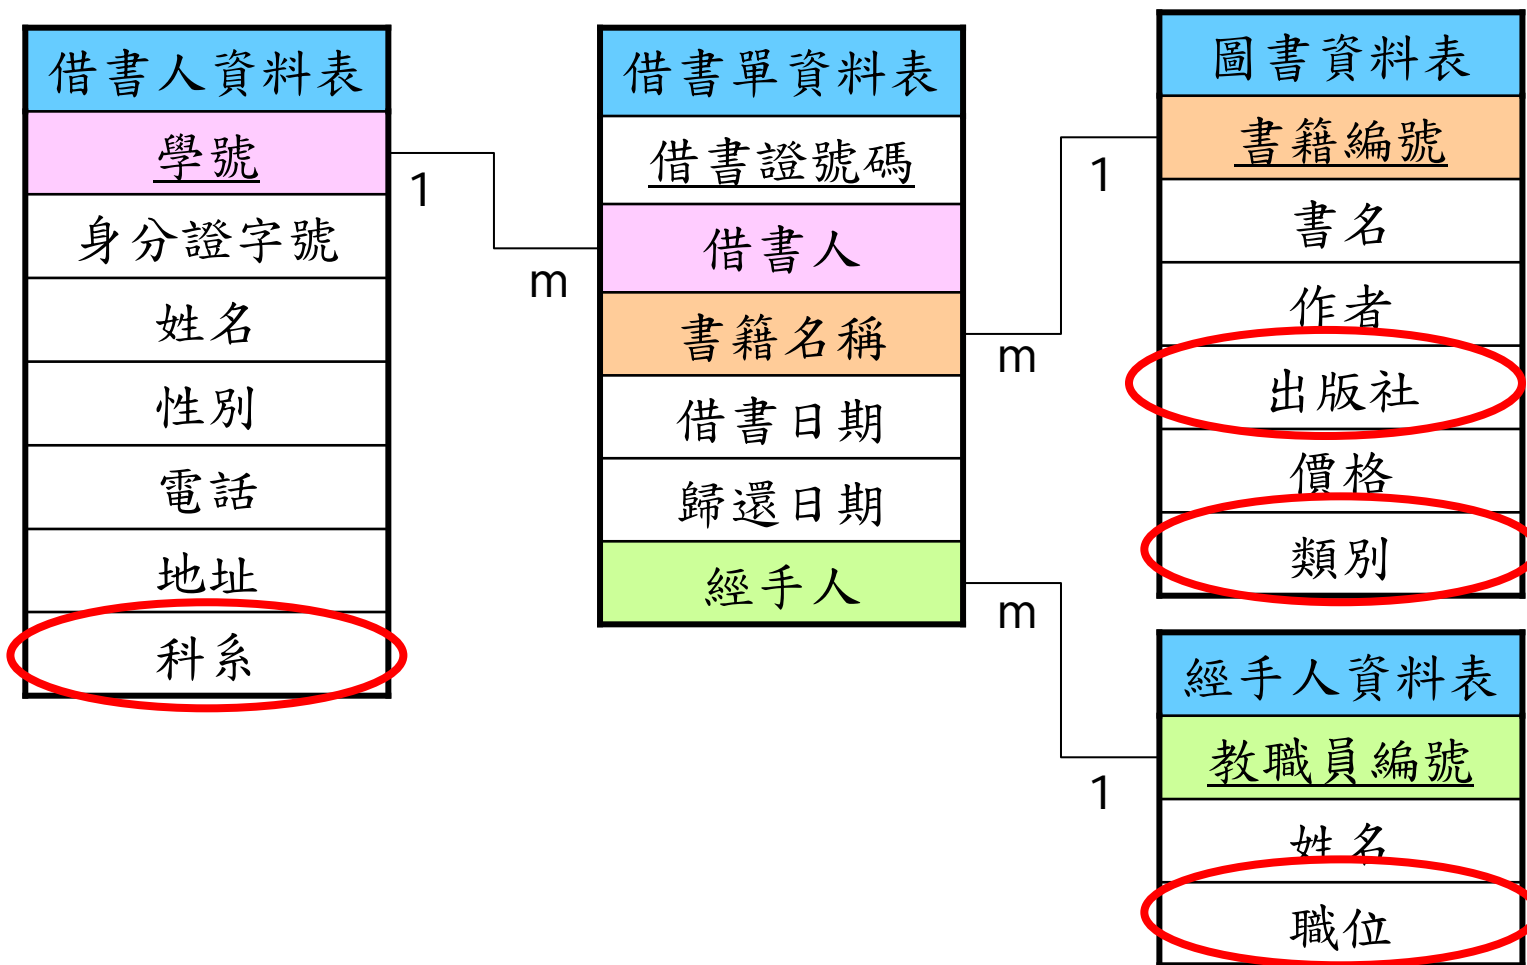 借書人資料表
學號
身分證字號
姓名
性別
電話
地址
科系
1
m
借書單資料表
借書證號碼
借書人
書籍名稱
借書日期
歸還日期
經手人
m
1
m
1
圖書資料表
書籍編號
書名
作者
出版社
價格
類別
經手人資料表
教職員編號
姓名
職位